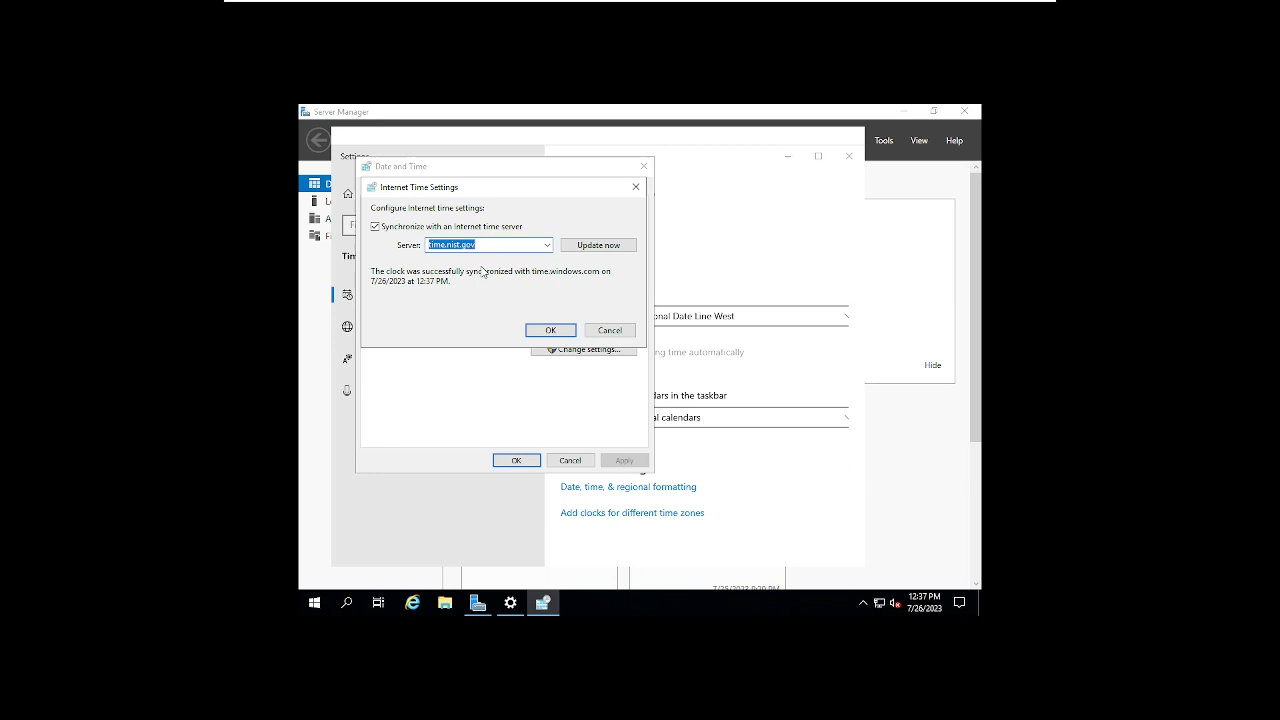 Server Manager
Tools View Help
Settings
Date and Time
Internet Time Settings
Configure Internet time settings:
Synchronize with an Internet time server
Server: time.nist.gov
Update now
The clock was successfully synchronized with time.windows.com on
7/26/2023 at 12:37 PM.
onal Date Line West
OK Cancel
Change settings...
ng time automatically
Hide
dars in the taskbar
al calendars
OK Cancel Apply
Date, time, & regional formatting
Add clocks for different time zones
12:37 PM
7/26/2023